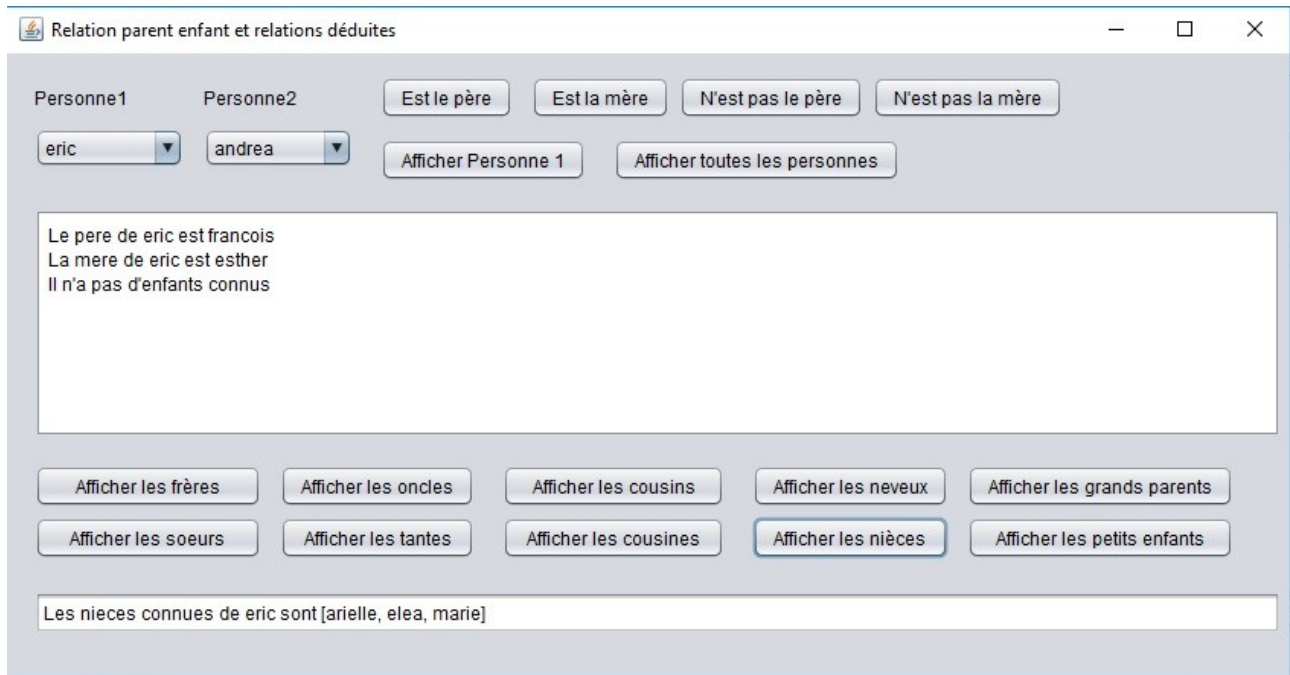 Relation parent enfant et relations déduites
Personne1 Personne2 Est le père Est la mère N'est pas le père N'est pas la mère
eric andrea Afficher Personne 1 Afficher toutes les personnes
Le pere de eric est francois
La mere de eric est esther
Il n'a pas d'enfants connus
Afficher les frères Afficher les oncles Afficher les cousins Afficher les neveux Afficher les grands parents
Afficher les soeurs Afficher les tantes Afficher les cousines Afficher les nièces Afficher les petits enfants
Les nieces connues de eric sont [arielle, elea, marie]